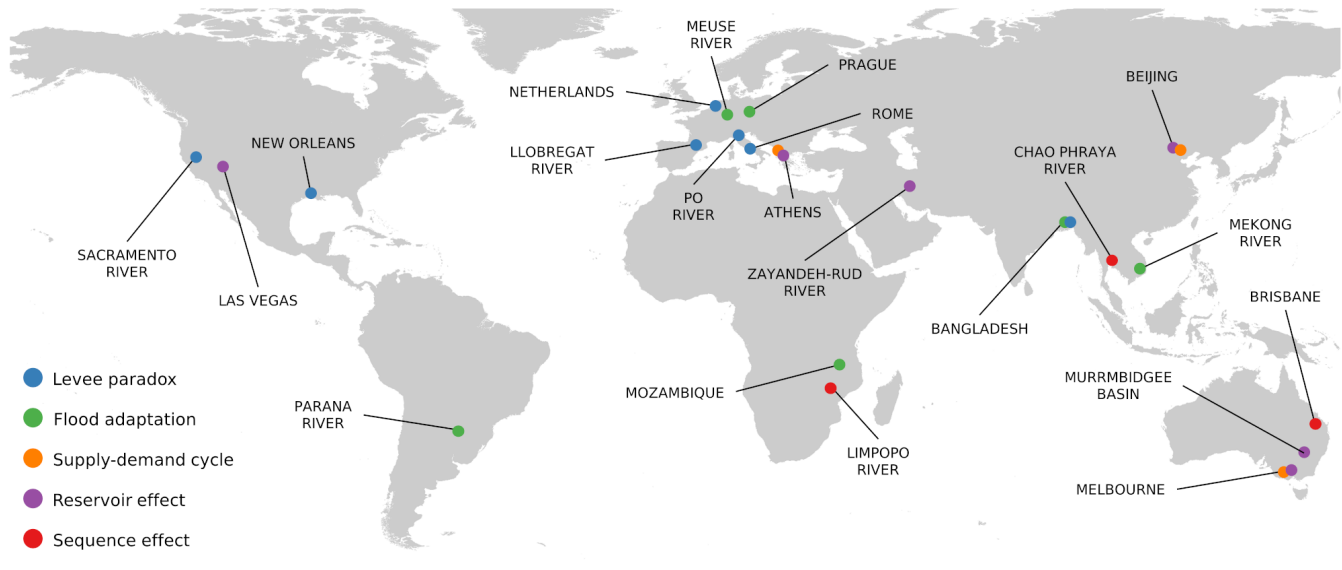 MEUSE
RIVER
PRAGUE
BEIJING
NETHERLANDS
ROME
NEW ORLEANS
LLOBREGAT
RIVER
CHAO PHRAYA
RIVER
PO
RIVER
ATHENS
MEKONG
RIVER
SACRAMENTO
RIVER
ZAYANDEH-RUD
RIVER
LAS VEGAS
BRISBANE
BANGLADESH
Levee paradox
MURRMBIDGEE
BASIN
MOZAMBIQUE
PARANA
RIVER
Flood adaptation
LIMPOPO
RIVER
Supply-demand cycle
MELBOURNE
Reservoir effect
Sequence effect